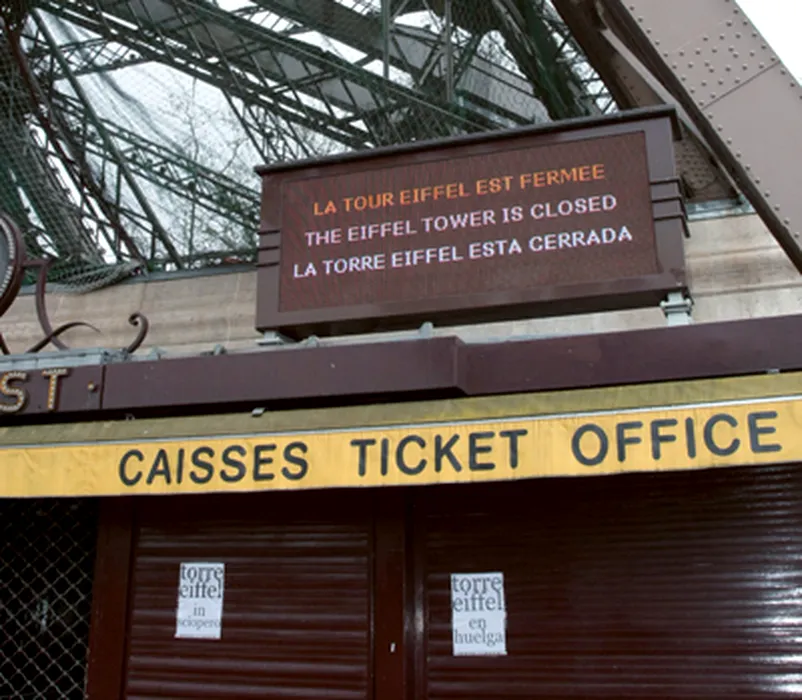 LA TOUR EIFFEL EST FERMEE
THE EIFFEL TOWER IS CLOSED
LA TORRE EIFFEL ESTA CERRADA
ST
CAISSES TICKET OFFICE
torre
eiffel
in
sciopero
torre
eiffel
en
huelga